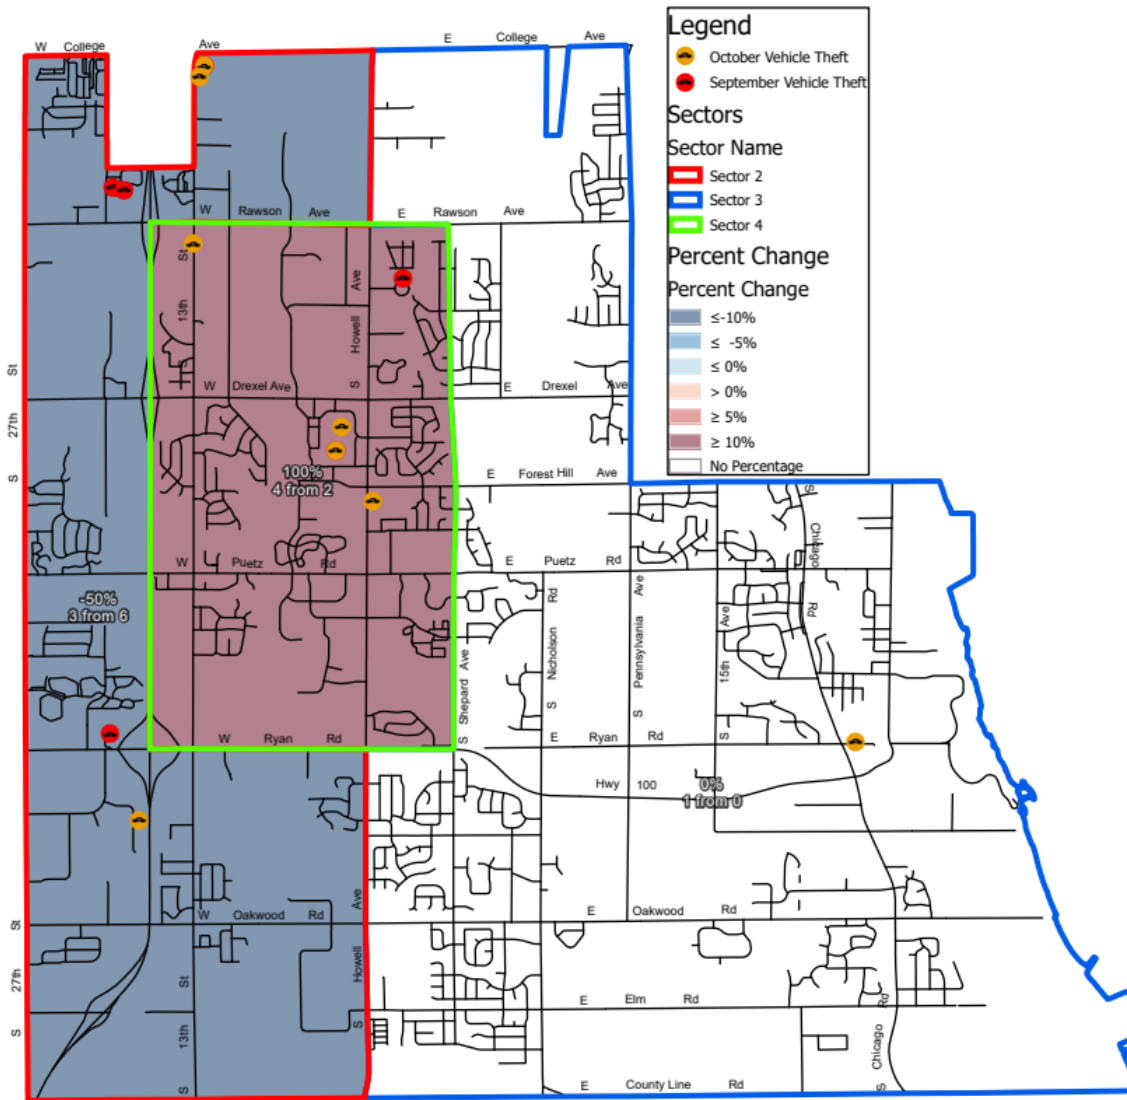 W College Ave
E College Ave
Legend
October Vehicle Theft
September Vehicle Theft
Sectors
Sector Name
Sector 2
Sector 3
Sector 4
Percent Change
Percent Change
≤-10%
≤ -5%
≤ 0%
> 0%
≥ 5%
≥ 10%
No Percentage
W Rawson Ave
E Rawson Ave
S 13th St
S Howell Ave
S 27th St
W Drexel Ave
E Drexel Ave
100%
4 from 2
E Forest Hill Ave
S Chicago Rd
W Puetz Rd
E Puetz Rd
-50%
3 from 6
S Shepard Ave
S Nicholson Rd
S Pennsylvania Ave
S 15th Ave
W Ryan Rd
E Ryan Rd
Hwy 100
0%
1 from 0
W Oakwood Rd
E Oakwood Rd
S 27th St
S 13th St
S Howell Ave
E Elm Rd
S Chicago Rd
E County Line Rd